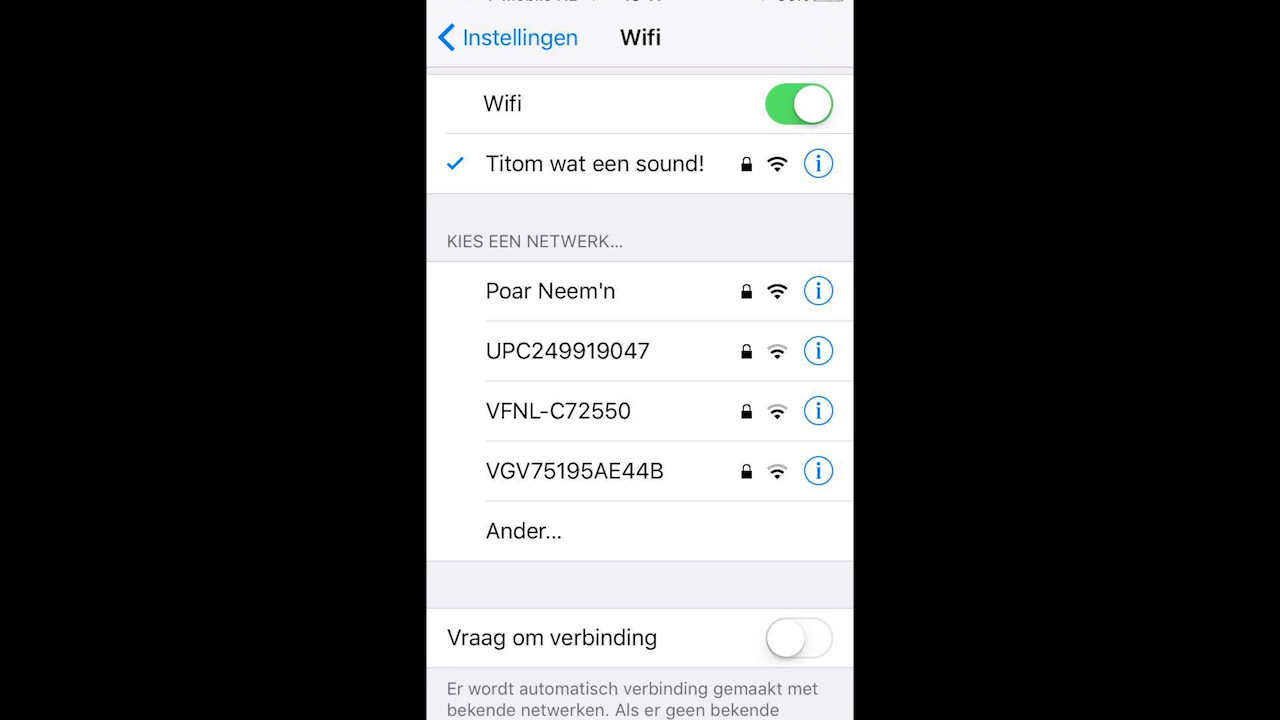 Instellingen Wifi
Wifi
Titom wat een sound!
KIES EEN NETWERK...
Poar Neem'n
UPC249919047
VFNL-C72550
VGV75195AE44B
Ander...
Vraag om verbinding
Er wordt automatisch verbinding gemaakt met
bekende netwerken. Als er geen bekende